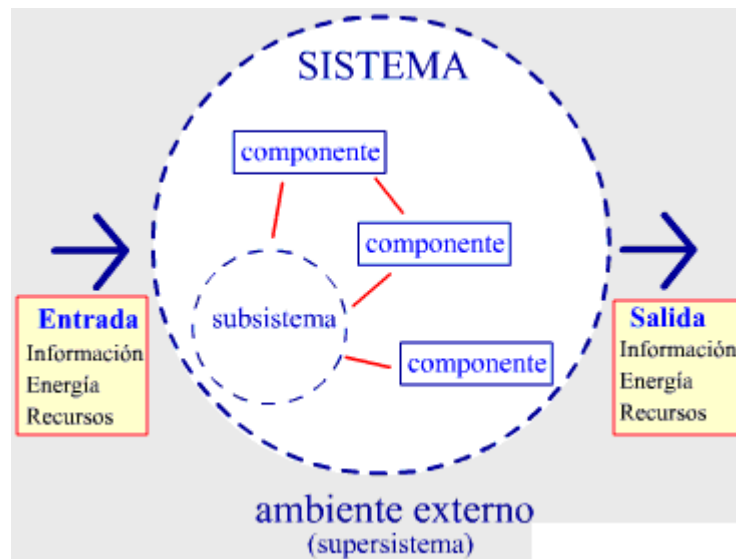 SISTEMA
componente
componente
subsistema
componente
Entrada
Información
Energía
Recursos
Salida
Información
Energía
Recursos
ambiente externo
(supersistema)